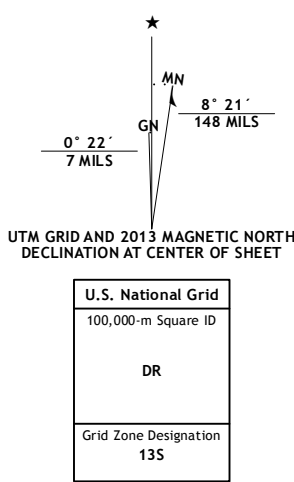 ★
MN
GN
0° 22´
7 MILS
8° 21´
148 MILS
UTM GRID AND 2013 MAGNETIC NORTH
DECLINATION AT CENTER OF SHEET
U.S. National Grid
100,000-m Square ID
DR
Grid Zone Designation
13S